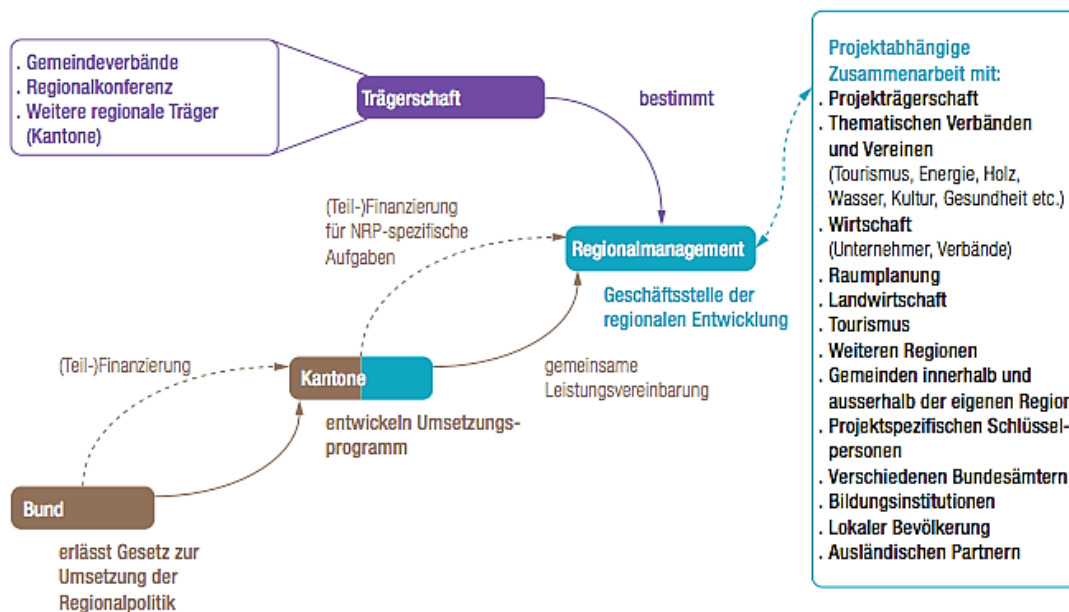 . Gemeindeverbände
. Regionalkonferenz
. Weitere regionale Träger
(Kantone)
Trägerschaft
bestimmt
(Teil-)Finanzierung
für NRP-spezifische
Aufgaben
Regionalmanagement
Geschäftsstelle der
regionalen Entwicklung
(Teil-)Finanzierung
Kantone
entwickeln Umsetzungs-
programm
gemeinsame
Leistungsvereinbarung
Bund
erlässt Gesetz zur
Umsetzung der
Regionalpolitik
Projektabhängige
Zusammenarbeit mit:
. Projekträgerschaft
. Thematischen Verbänden
und Vereinen
(Tourismus, Energie, Holz,
Wasser, Kultur, Gesundheit etc.)
. Wirtschaft
(Unternehmer, Verbände)
. Raumplanung
. Landwirtschaft
. Tourismus
. Weiteren Regionen
. Gemeinden innerhalb und
ausserhalb der eigenen Region
. Projektspezifischen Schlüssel-
personen
. Verschiedenen Bundesämtern
. Bildungsinstitutionen
. Lokaler Bevölkerung
. Ausländischen Partnern